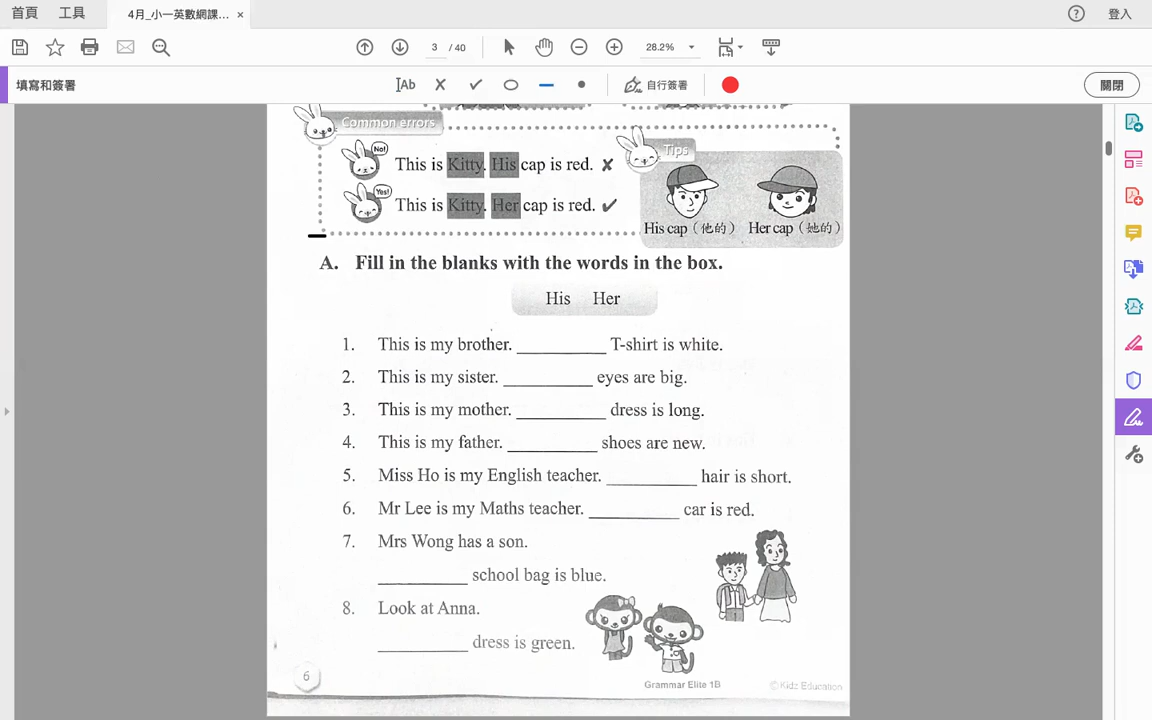 首頁 工具 4月_小一英數網課... × ? 登入
3 / 40 28.2%
填寫和簽署 Ab 自行簽署 關閉
Common errors
No! This is Kitty. His cap is red. ✘
Yes! This is Kitty. Her cap is red. ✔
Tips
His cap（他的） Her cap（她的）
A. Fill in the blanks with the words in the box.
His Her
1. This is my brother. __________ T-shirt is white.
2. This is my sister. __________ eyes are big.
3. This is my mother. __________ dress is long.
4. This is my father. __________ shoes are new.
5. Miss Ho is my English teacher. __________ hair is short.
6. Mr Lee is my Maths teacher. __________ car is red.
7. Mrs Wong has a son.
__________ school bag is blue.
8. Look at Anna.
__________ dress is green.
6
Grammar Elite 1B ©Kidz Education